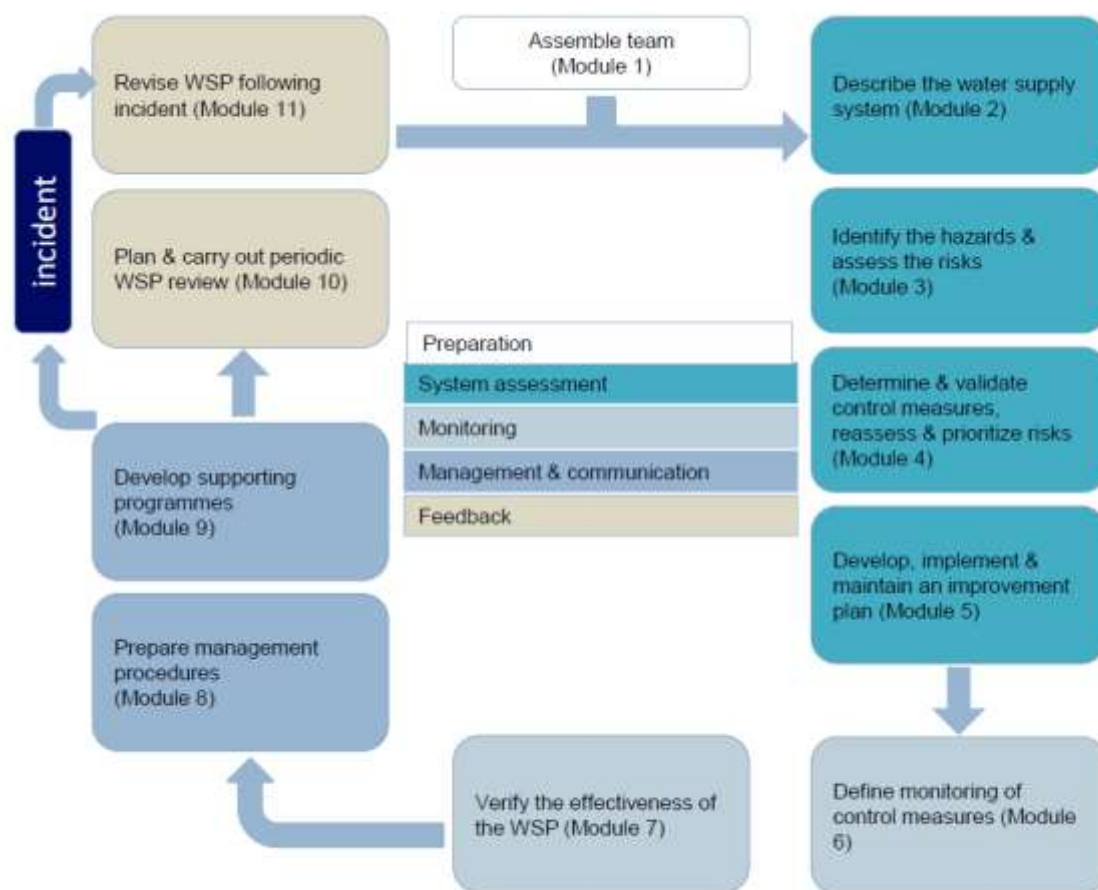 Assemble team
(Module 1)
Revise WSP following
incident (Module 11)
Describe the water supply
system (Module 2)
incident
Plan & carry out periodic
WSP review (Module 10)
Identify the hazards &
assess the risks
(Module 3)
Preparation
System assessment
Monitoring
Management & communication
Feedback
Determine & validate
control measures,
reassess & prioritize risks
(Module 4)
Develop supporting
programmes
(Module 9)
Develop, implement &
maintain an improvement
plan (Module 5)
Prepare management
procedures
(Module 8)
Verify the effectiveness of
the WSP (Module 7)
Define monitoring of
control measures (Module
6)